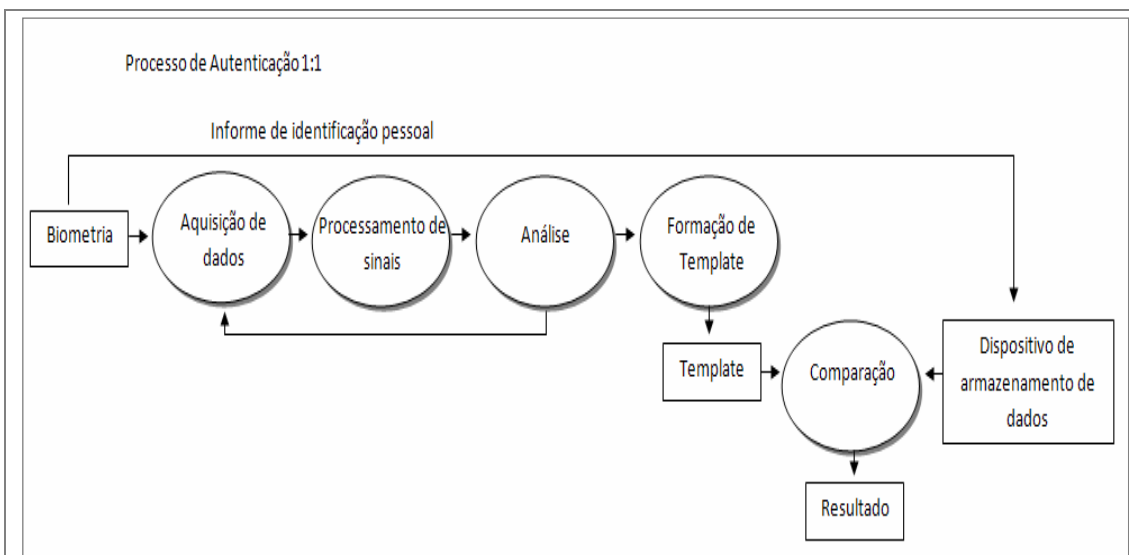 Processo de Autenticação 1:1
Informe de identificação pessoal
Biometria
Aquisição de
dados
Processamento de
sinais
Análise
Formação de
Template
Template
Comparação
Dispositivo de
armazenamento de
dados
Resultado